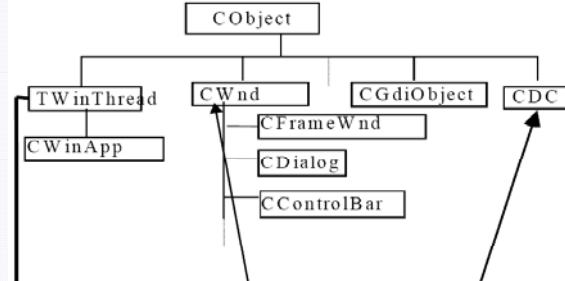 CObject
TWinThread
CWnd
CGdiObject
CDC
CFrameWnd
CWinApp
CDialog
CControlBar